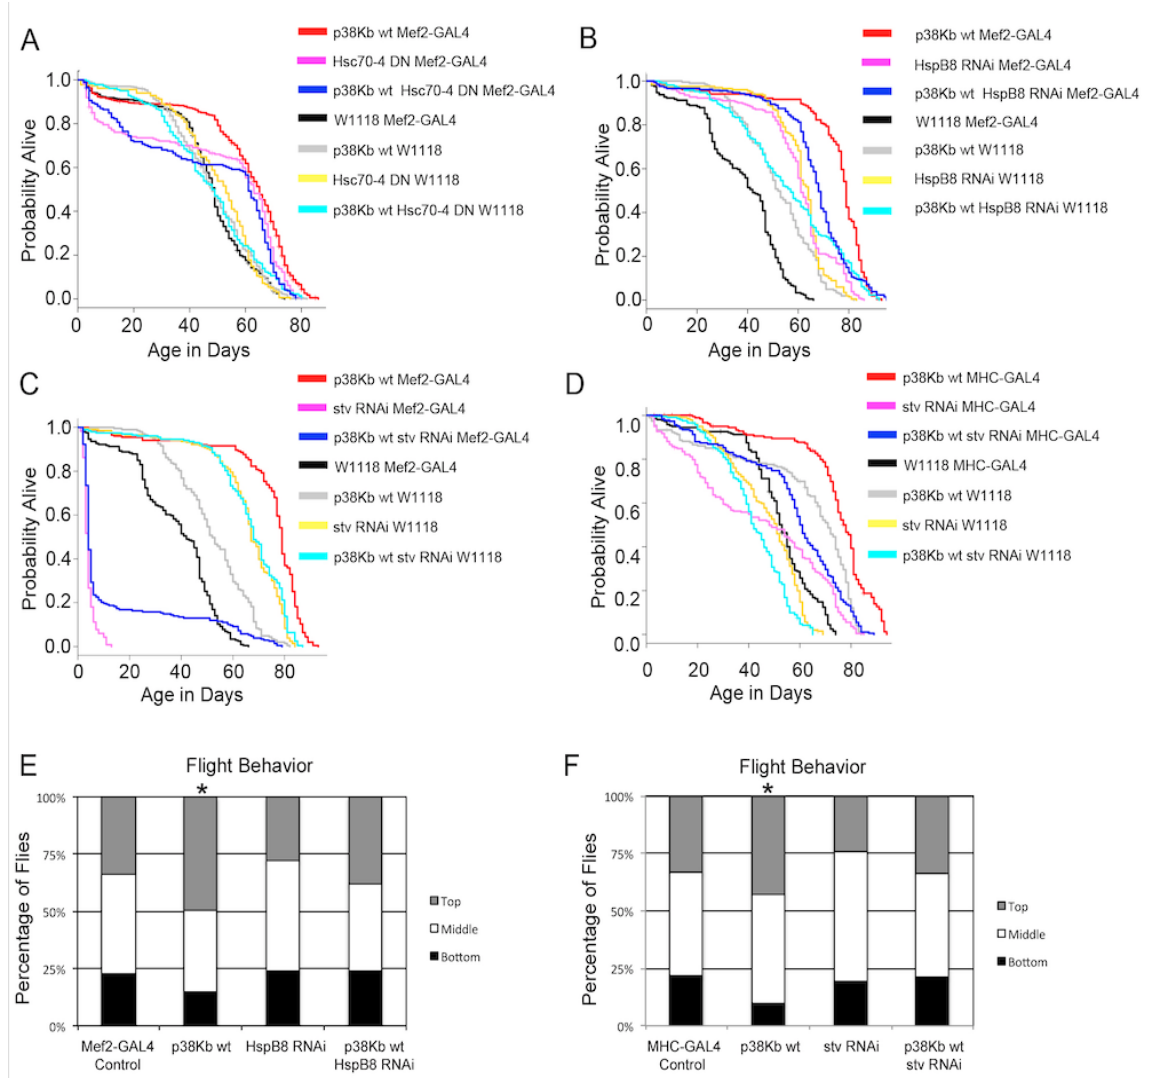 A
p38Kb wt Mef2-GAL4
Hsc70-4 DN Mef2-GAL4
p38Kb wt Hsc70-4 DN Mef2-GAL4
W1118 Mef2-GAL4
p38Kb wt W1118
Hsc70-4 DN W1118
p38Kb wt Hsc70-4 DN W1118
Probability Alive
1.0
0.8
0.6
0.4
0.2
0.0
0 20 40 60 80
Age in Days
B
p38Kb wt Mef2-GAL4
HspB8 RNAi Mef2-GAL4
p38Kb wt HspB8 RNAi Mef2-GAL4
W1118 Mef2-GAL4
p38Kb wt W1118
HspB8 RNAi W1118
p38Kb wt HspB8 RNAi W1118
Probability Alive
1.0
0.8
0.6
0.4
0.2
0.0
0 20 40 60 80
Age in Days
C
p38Kb wt Mef2-GAL4
stv RNAi Mef2-GAL4
p38Kb wt stv RNAi Mef2-GAL4
W1118 Mef2-GAL4
p38Kb wt W1118
stv RNAi W1118
p38Kb wt stv RNAi W1118
Probability Alive
1.0
0.8
0.6
0.4
0.2
0.0
0 20 40 60 80
Age in Days
D
p38Kb wt MHC-GAL4
stv RNAi MHC-GAL4
p38Kb wt stv RNAi MHC-GAL4
W1118 MHC-GAL4
p38Kb wt W1118
stv RNAi W1118
p38Kb wt stv RNAi W1118
Probability Alive
1.0
0.8
0.6
0.4
0.2
0.0
0 20 40 60 80
Age in Days
E
Flight Behavior
*
Percentage of Flies
100%
75%
50%
25%
0%
Top
Middle
Bottom
Mef2-GAL4 p38Kb wt HspB8 RNAi p38Kb wt
Control HspB8 RNAi
F
Flight Behavior
*
Percentage of Flies
100%
75%
50%
25%
0%
Top
Middle
Bottom
MHC-GAL4 p38Kb wt stv RNAi p38Kb wt
Control stv RNAi